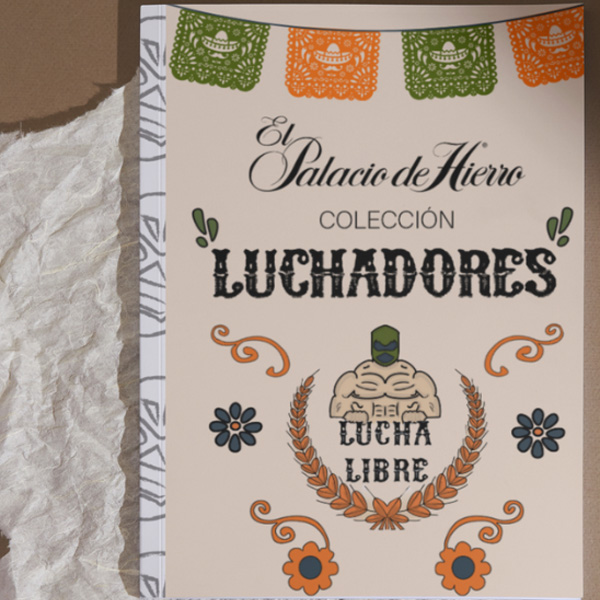 El
Palacio de Hierro
COLECCIÓN
LUCHADORES
LUCHA
LIBRE